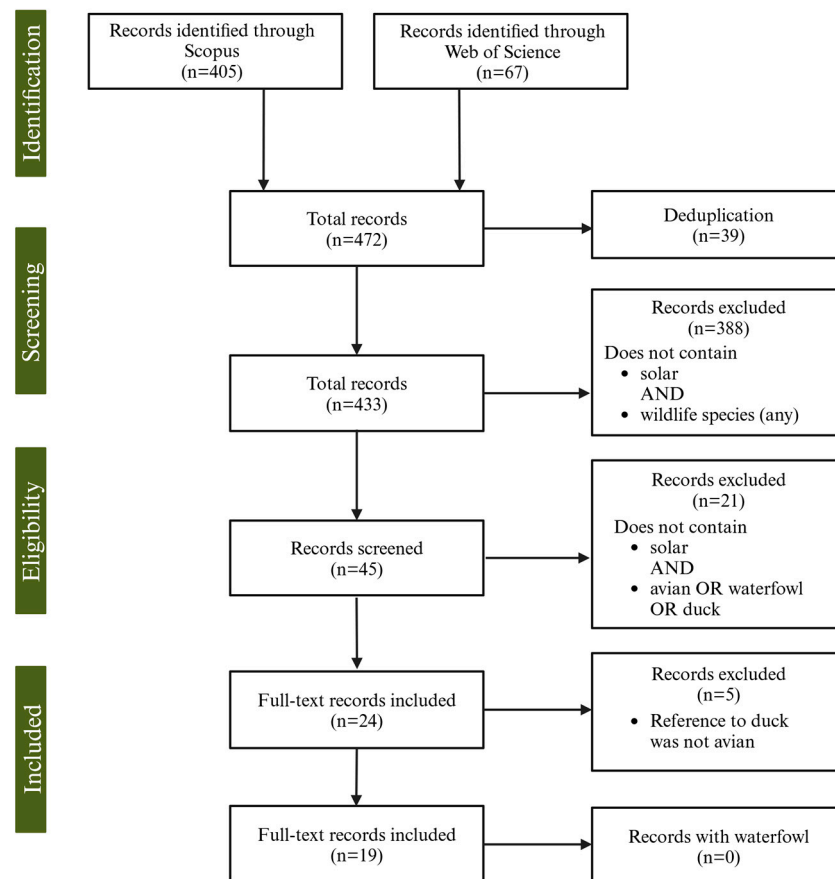 Identification
Records identified through
Scopus
(n=405)
Records identified through
Web of Science
(n=67)
Total records
(n=472)
Deduplication
(n=39)
Screening
Records excluded
(n=388)
Does not contain
• solar
AND
• wildlife species (any)
Total records
(n=433)
Eligibility
Records excluded
(n=21)
Does not contain
• solar
AND
• avian OR waterfowl
OR duck
Records screened
(n=45)
Included
Full-text records included
(n=24)
Records excluded
(n=5)
• Reference to duck
was not avian
Full-text records included
(n=19)
Records with waterfowl
(n=0)